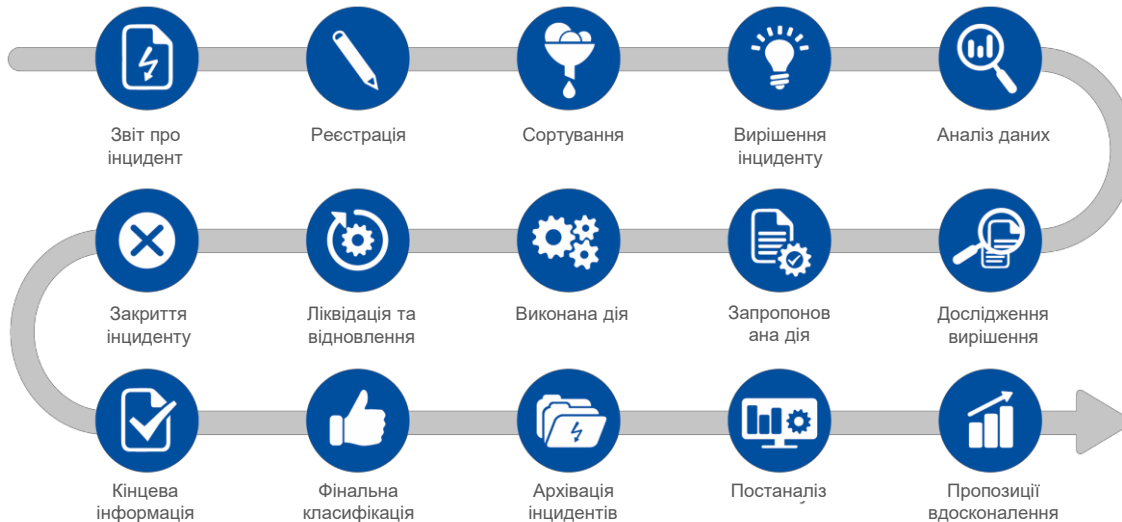 Звіт про
інцидент
Реєстрація
Сортування
Вирішення
інциденту
Аналіз даних
Закриття
інциденту
Ліквідація та
відновлення
Виконана дія
Запропонов
ана дія
Дослідження
вирішення
Кінцева
інформація
Фінальна
класифікація
Архівація
інцидентів
Постаналіз
Пропозиції
вдосконалення